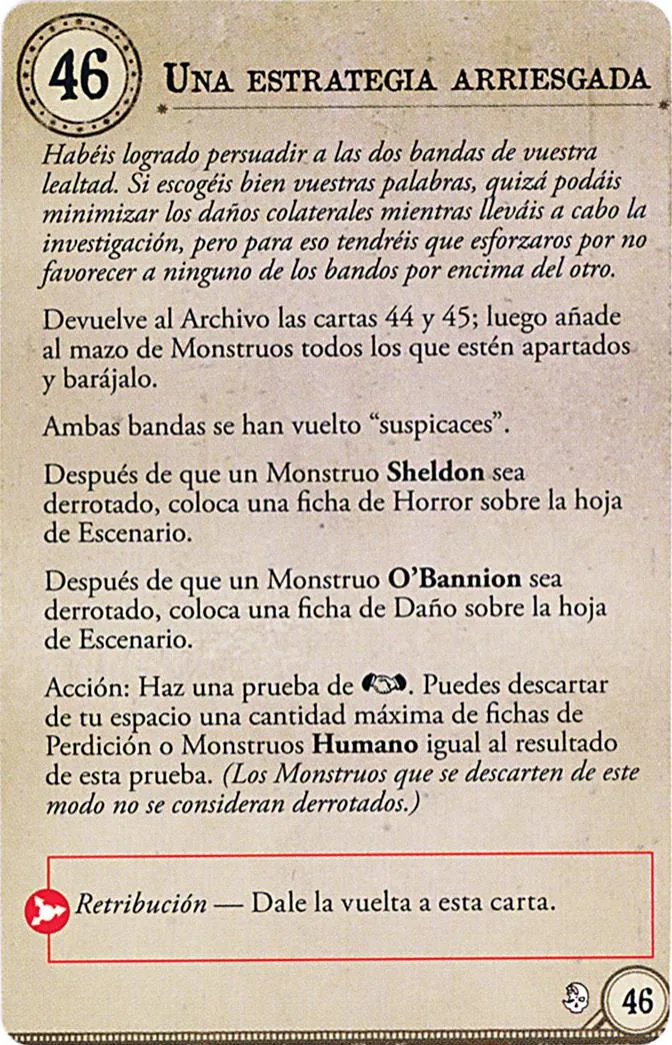 46
Una estrategia arriesgada
Habéis logrado persuadir a las dos bandas de vuestra
lealtad. Si escogéis bien vuestras palabras, quizá podáis
minimizar los daños colaterales mientras lleváis a cabo la
investigación, pero para eso tendréis que esforzaros por no
favorecer a ninguno de los bandos por encima del otro.
Devuelve al Archivo las cartas 44 y 45; luego añade
al mazo de Monstruos todos los que estén apartados
y barájalo.
Ambas bandas se han vuelto “suspicaces”.
Después de que un Monstruo Sheldon sea
derrotado, coloca una ficha de Horror sobre la hoja
de Escenario.
Después de que un Monstruo O’Bannion sea
derrotado, coloca una ficha de Daño sobre la hoja
de Escenario.
Acción: Haz una prueba de . Puedes descartar
de tu espacio una cantidad máxima de fichas de
Perdición o Monstruos Humano igual al resultado
de esta prueba. (Los Monstruos que se descarten de este
modo no se consideran derrotados.)
Retribución — Dale la vuelta a esta carta.
46